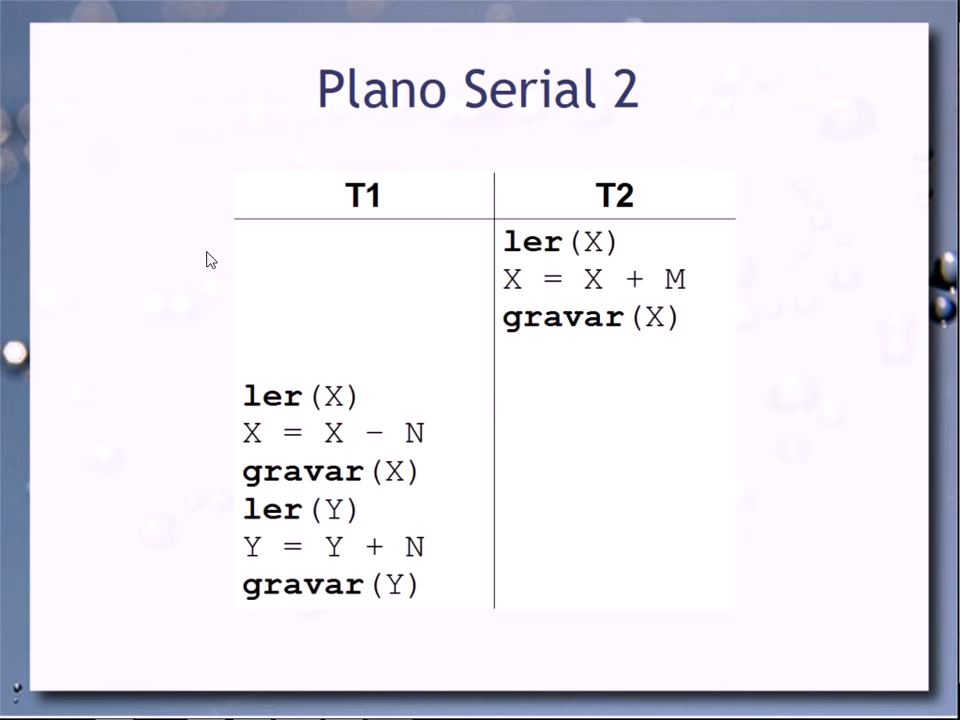 Plano Serial 2
T1 T2
ler(X)
X = X + M
gravar(X)
ler(X)
X = X − N
gravar(X)
ler(Y)
Y = Y + N
gravar(Y)